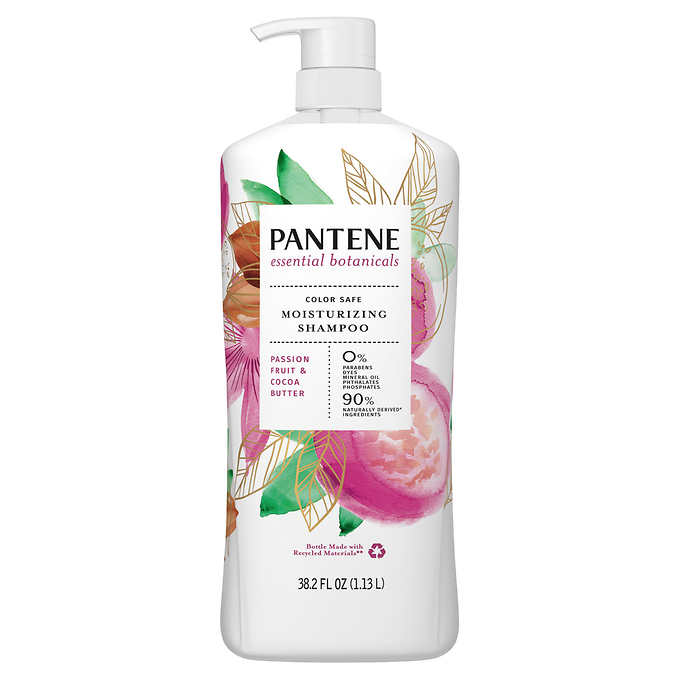 PANTENE
essential botanicals
COLOR SAFE
MOISTURIZING
SHAMPOO
PASSION
FRUIT &
COCOA
BUTTER
0%
PARABENS
DYES
MINERAL OIL
PHTHALATES
PHOSPHATES
90%
NATURALLY DERIVED*
INGREDIENTS
Bottle Made with
Recycled Materials**
38.2 FL OZ (1.13 L)